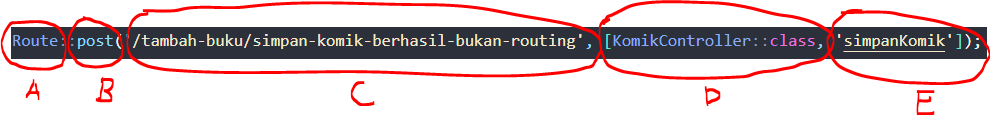 Route::post('/tambah-buku/simpan-komik-berhasil-bukan-routing', [KomikController::class, 'simpanKomik']);
A B C D E